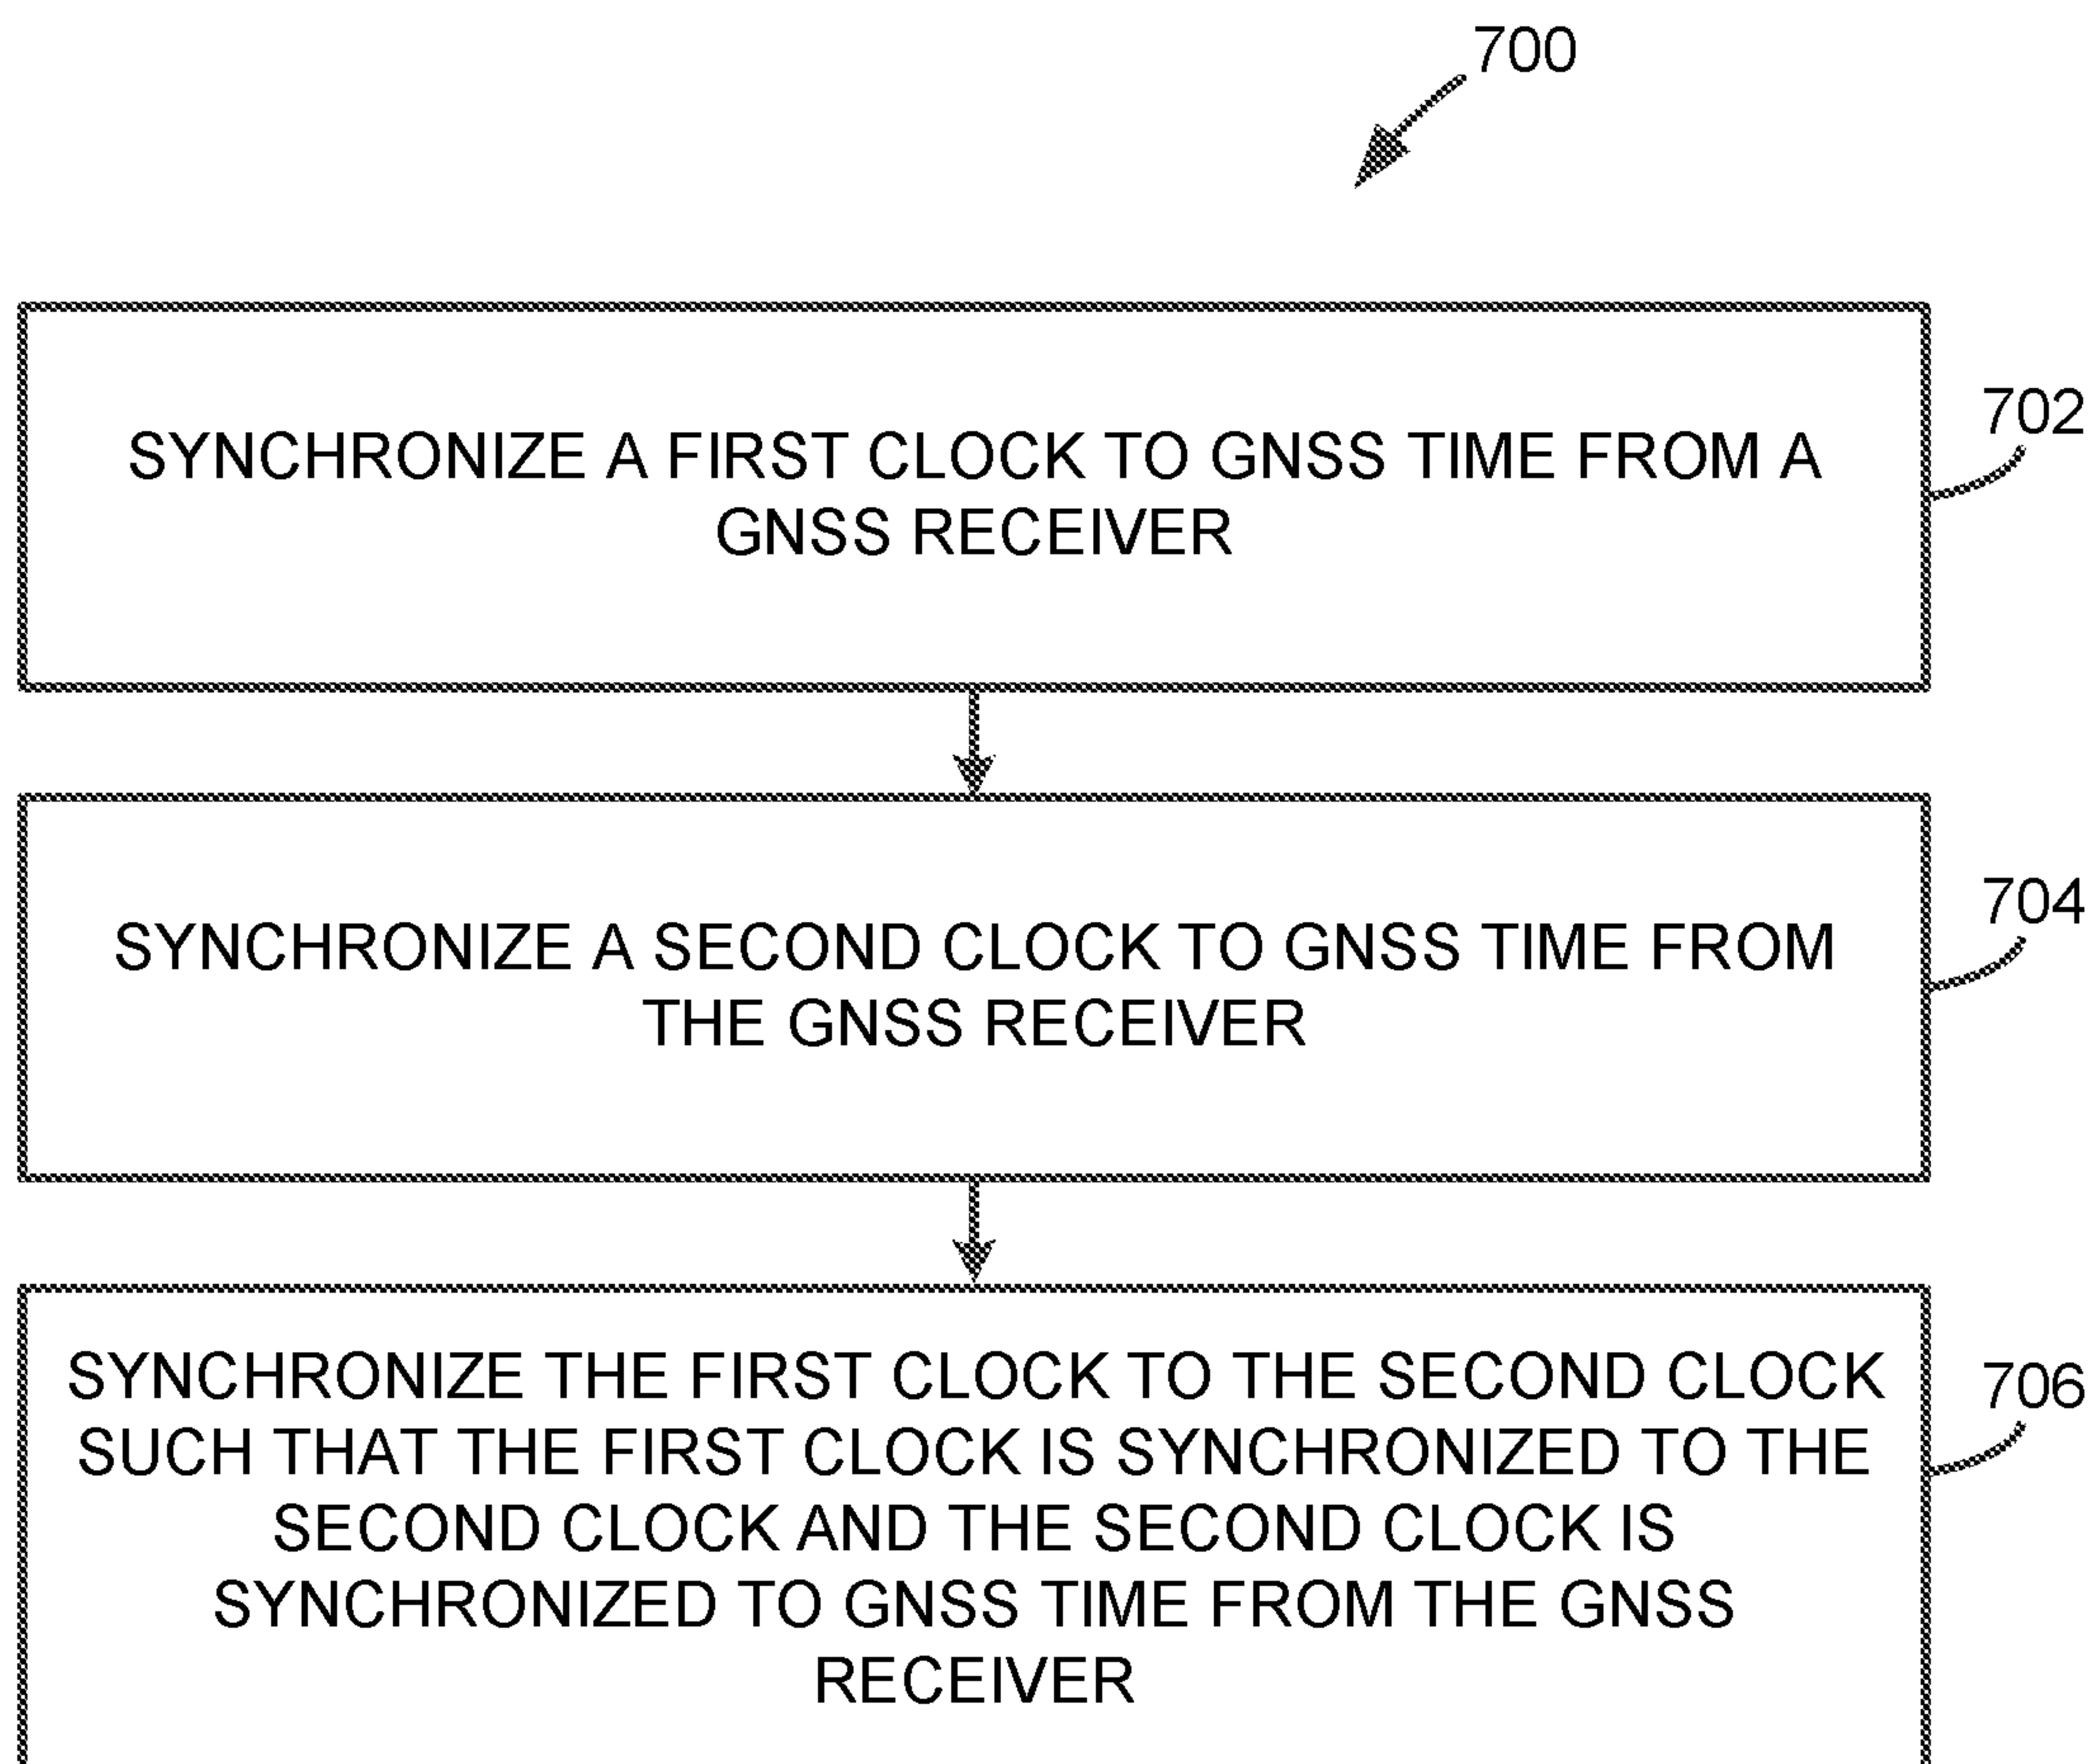 700
SYNCHRONIZE A FIRST CLOCK TO GNSS TIME FROM A
GNSS RECEIVER
702
SYNCHRONIZE A SECOND CLOCK TO GNSS TIME FROM
THE GNSS RECEIVER
704
SYNCHRONIZE THE FIRST CLOCK TO THE SECOND CLOCK
SUCH THAT THE FIRST CLOCK IS SYNCHRONIZED TO THE
SECOND CLOCK AND THE SECOND CLOCK IS
SYNCHRONIZED TO GNSS TIME FROM THE GNSS
RECEIVER
706